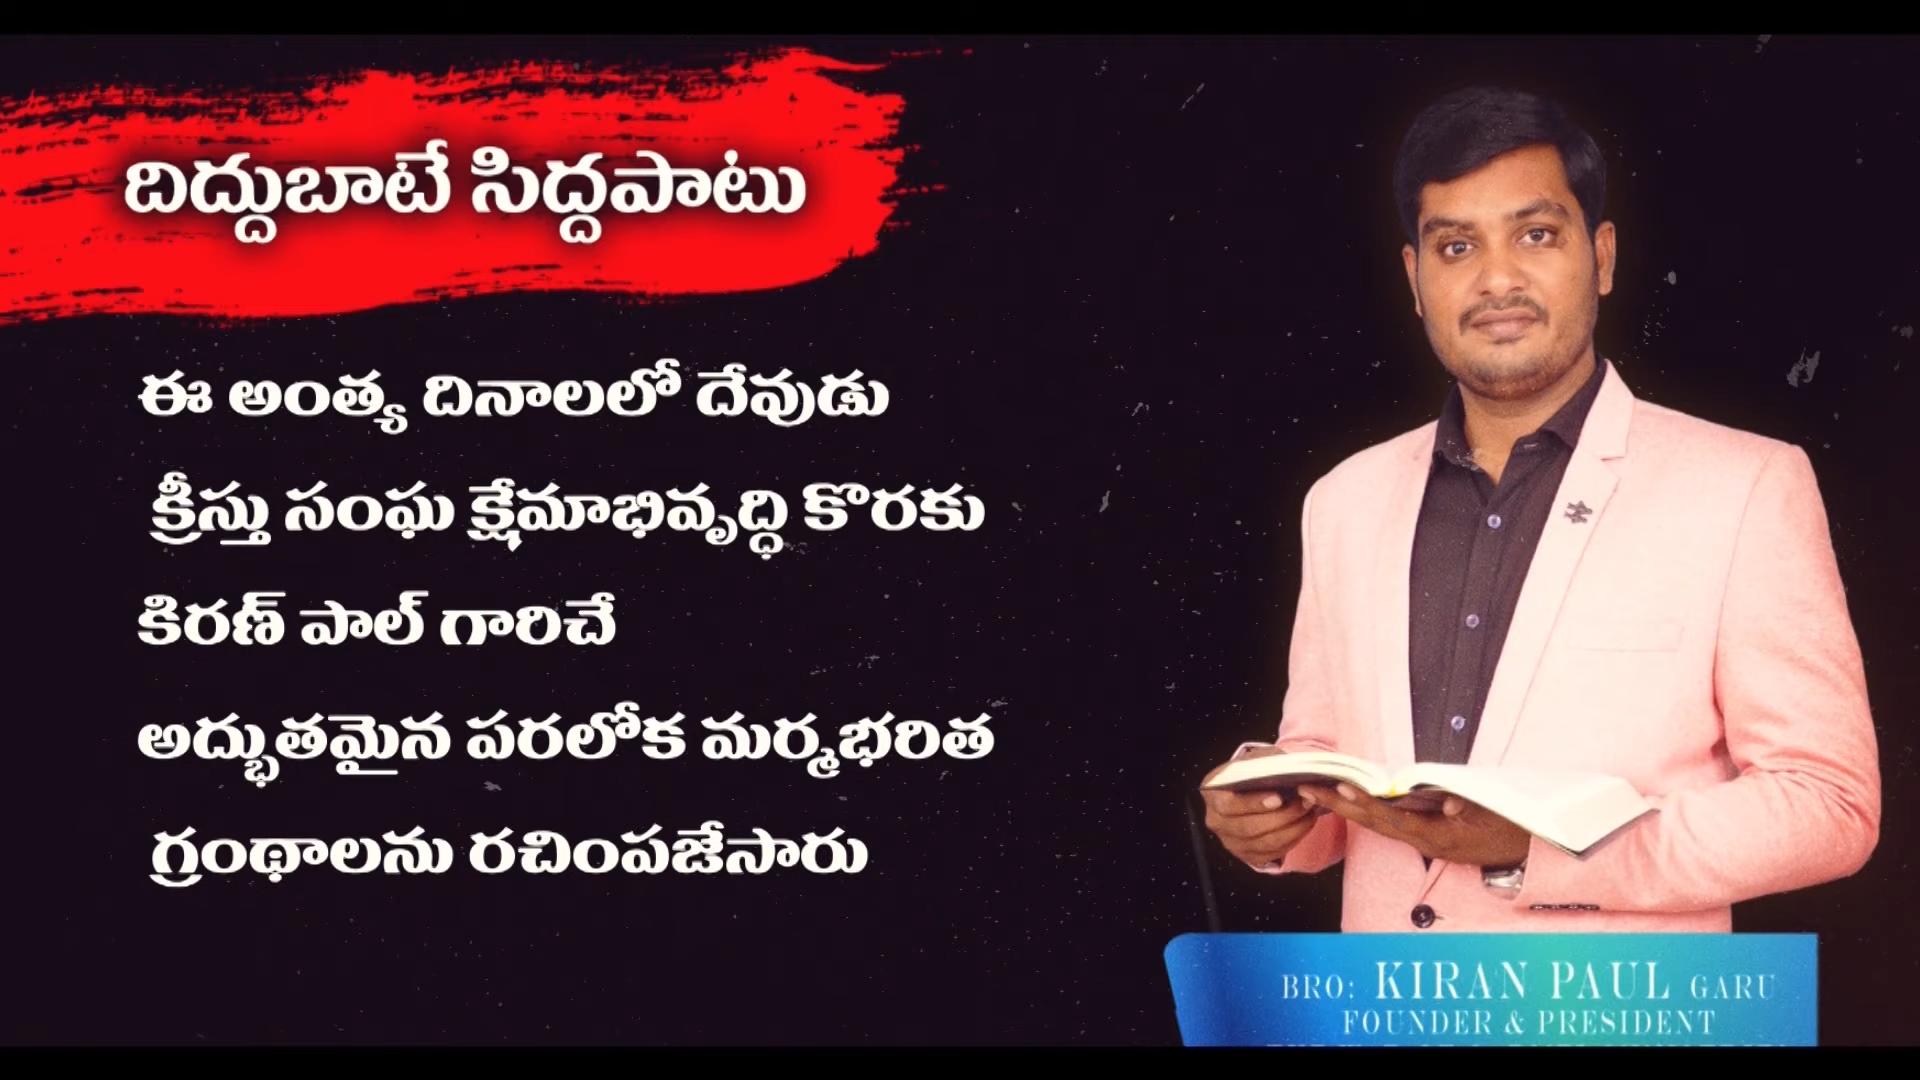 దిద్దుబాటే సిద్దపాటు
ఈ అంత్య దినాలలో దేవుడు
క్రీస్తు సంఘ క్షేమాభివృద్ధి కొరకు
కిరణ్ పాల్ గారిచే
అద్భుతమైన పరలోక మర్మభరిత
గ్రంథాలను రచింపజేసారు
BRO: KIRAN PAUL GARU
FOUNDER & PRESIDENT